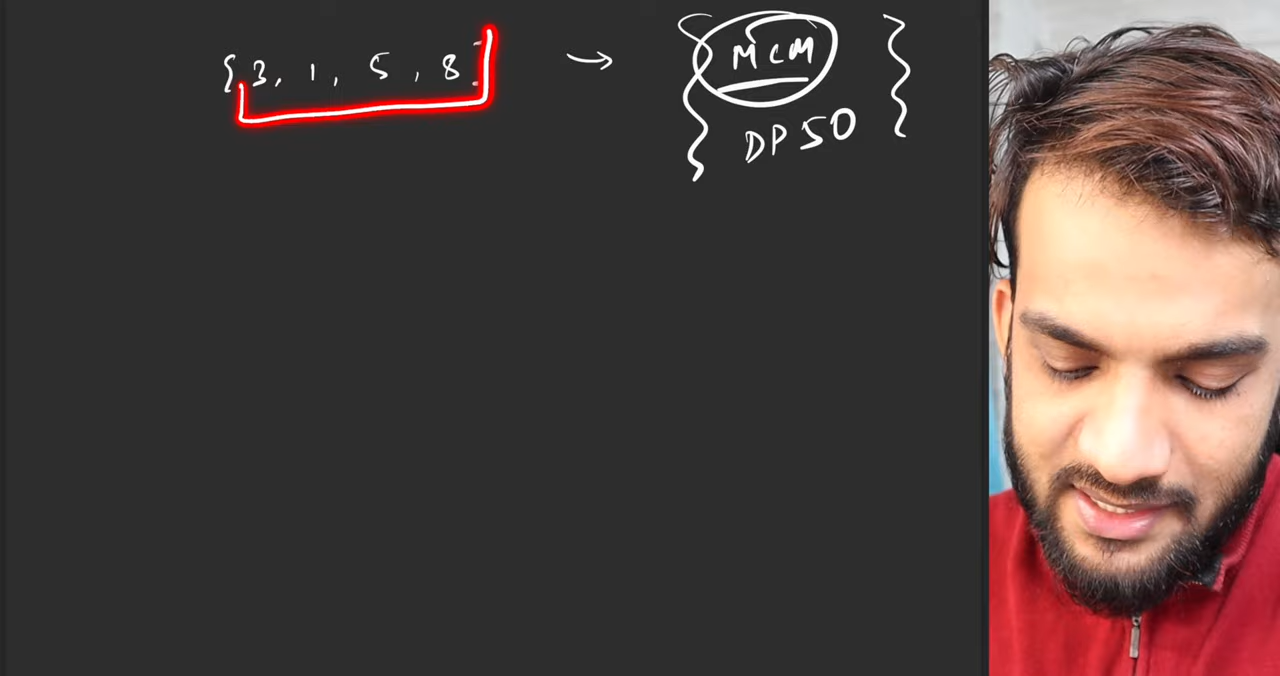 {3, 1, 5, 8] → { MCM }
DP 50